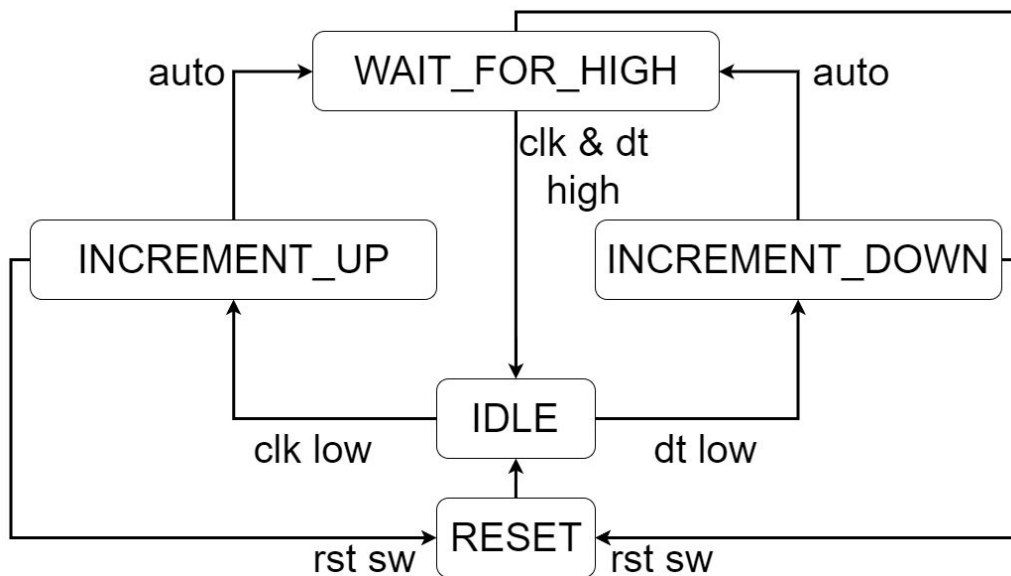 WAIT_FOR_HIGH
auto
auto
clk & dt
high
INCREMENT_UP
INCREMENT_DOWN
IDLE
clk low
dt low
RESET
rst sw
rst sw